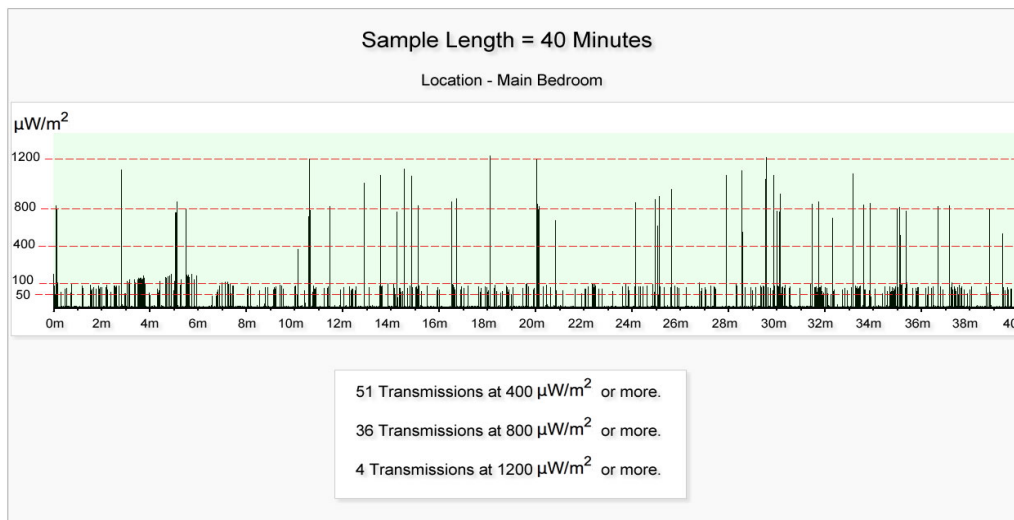 Sample Length = 40 Minutes
Location - Main Bedroom
µW/m²
1200
800
400
100
50
0m 2m 4m 6m 8m 10m 12m 14m 16m 18m 20m 22m 24m 26m 28m 30m 32m 34m 36m 38m 40
51 Transmissions at 400 µW/m² or more.
36 Transmissions at 800 µW/m² or more.
4 Transmissions at 1200 µW/m² or more.